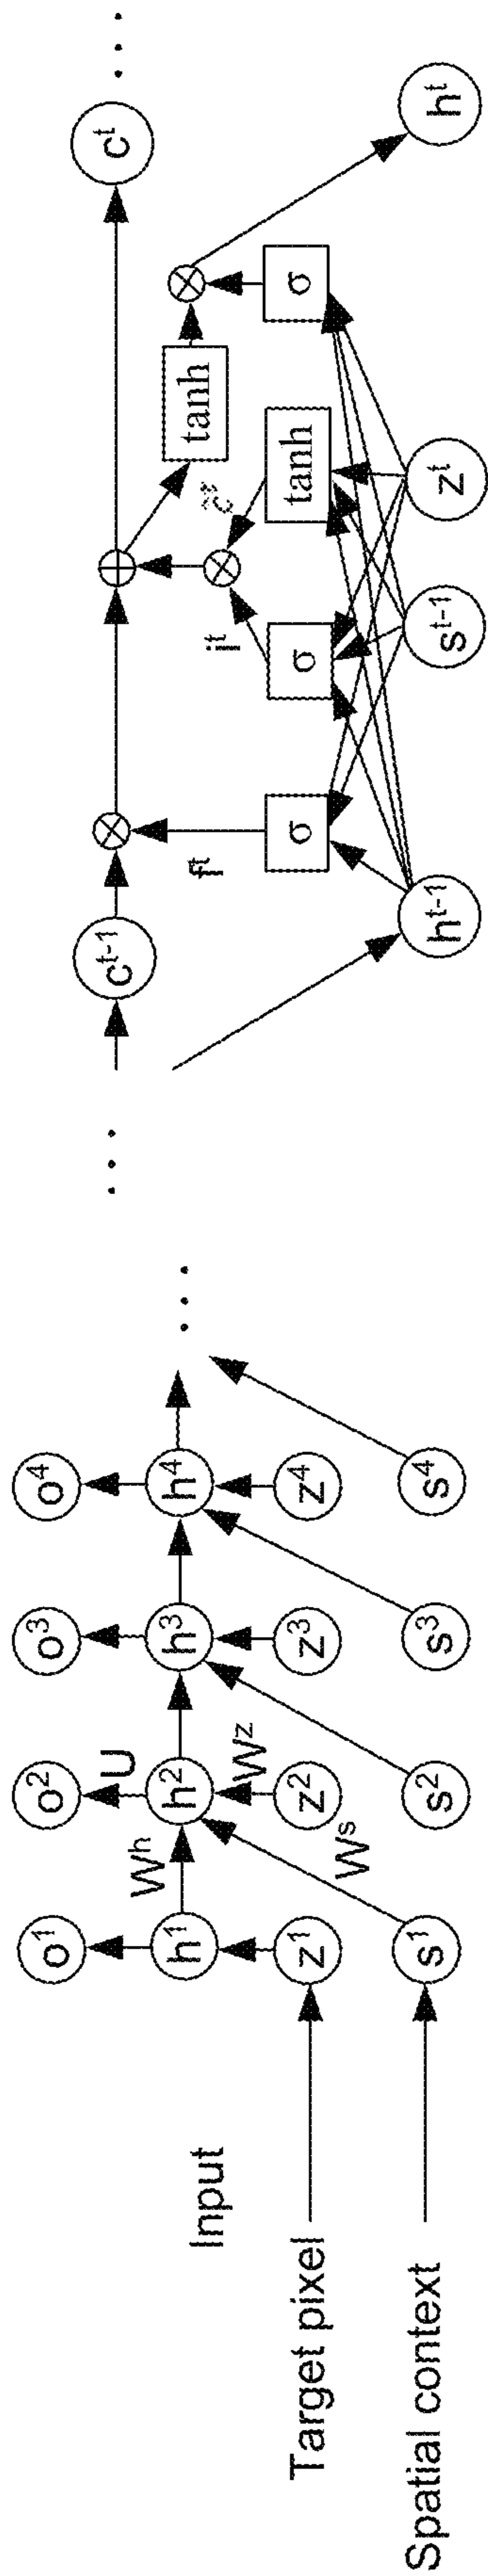 o¹ o² o³ o⁴
U
h¹ Wʰ h² h³ h⁴ . . .
Wᶻ
z¹ z² z³ z⁴
Wˢ
s¹ s² s³ s⁴
Input
Target pixel
Spatial context
. . .
cᵗ⁻¹ cᵗ . . .
tanh
fᵗ iᵗ
σ σ tanh σ
hᵗ⁻¹ sᵗ⁻¹ zᵗ hᵗ